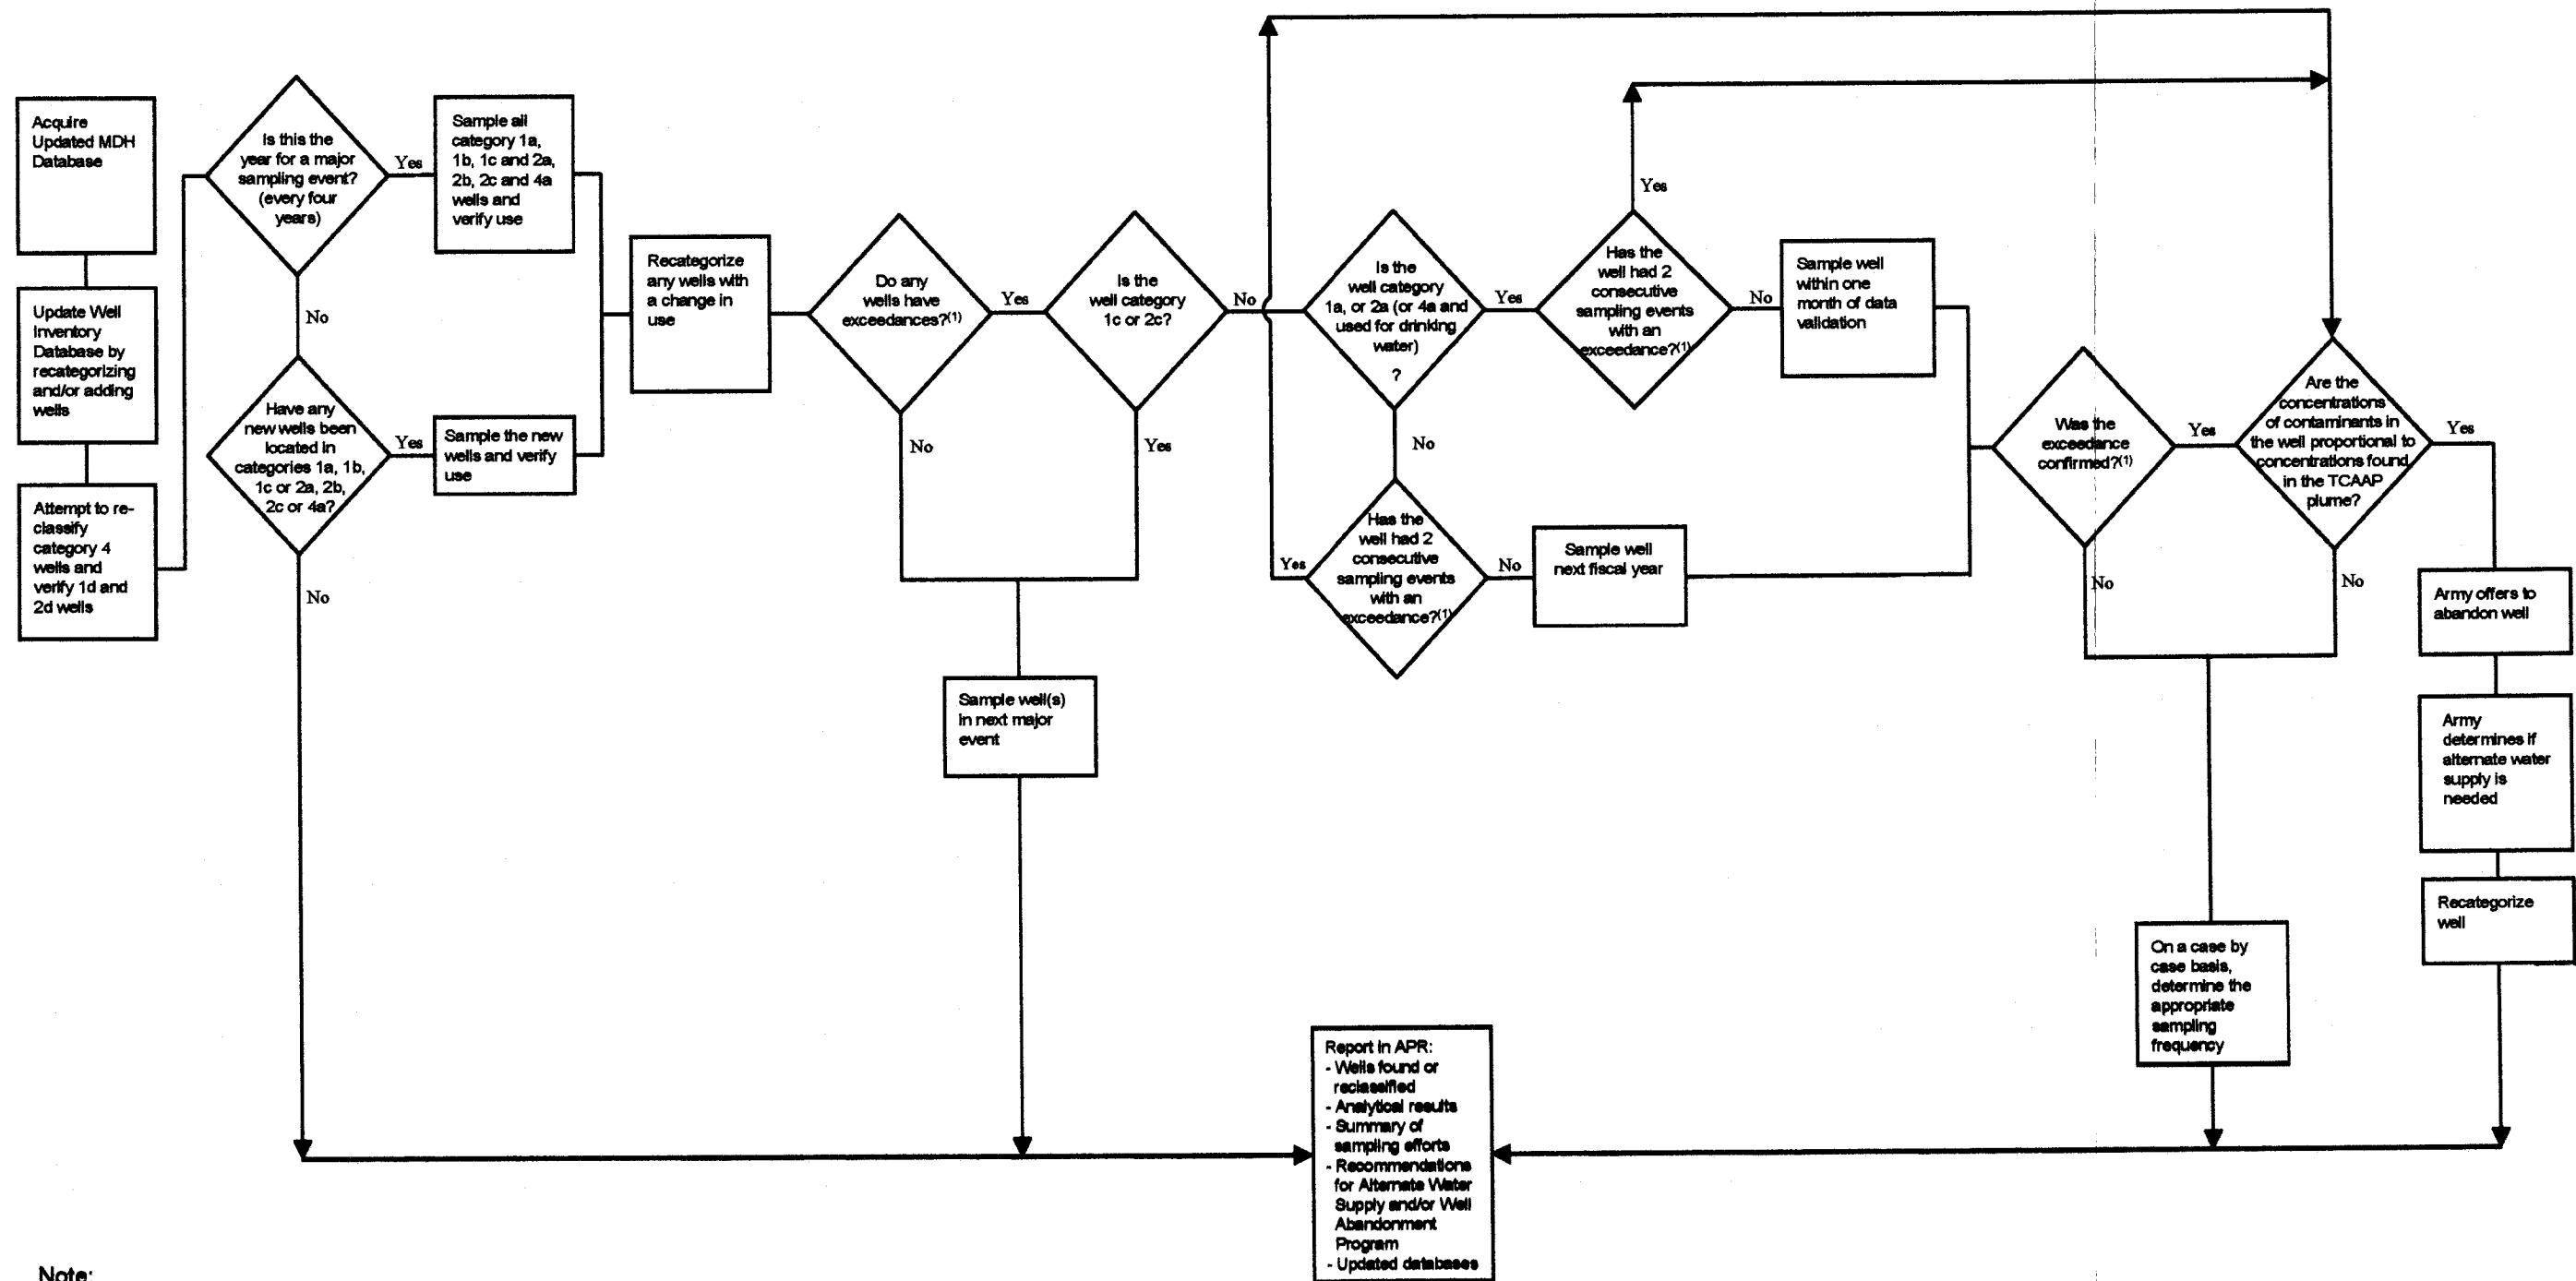 Acquire
Updated MDH
Database
Update Well
Inventory
Database by
recategorizing
and/or adding
wells
Attempt to re-
classify
category 4
wells and
verify 1d and
2d wells
Is this the
year for a major
sampling event?
(every four
years)
Yes
No
Have any
new wells been
located in
categories 1a, 1b,
1c or 2a, 2b,
2c or 4a?
Yes
No
Sample all
category 1a,
1b, 1c and 2a,
2b, 2c and 4a
wells and
verify use
Sample the new
wells and verify
use
Recategorize
any wells with
a change in
use
Do any
wells have
exceedances?(1)
Yes
No
Is the
well category
1c or 2c?
No
Yes
Sample well(s)
in next major
event
Is the
well category
1a, or 2a (or 4a and
used for drinking
water)
?
Yes
No
Has the
well had 2
consecutive
sampling events
with an
exceedance?(1)
Yes
No
Sample well
within one
month of data
validation
Has the
well had 2
consecutive
sampling events
with an
exceedance?(1)
Yes
No
Sample well
next fiscal year
Was the
exceedance
confirmed?(1)
Yes
No
Are the
concentrations
of contaminants in
the well proportional to
concentrations found
in the TCAAP
plume?
Yes
No
Army offers to
abandon well
Army
determines if
alternate water
supply is
needed
Recategorize
well
On a case by
case basis,
determine the
appropriate
sampling
frequency
Report in APR:
- Wells found or
reclassified
- Analytical results
- Summary of
sampling efforts
- Recommendations
for Alternate Water
Supply and/or Well
Abandonment
Program
- Updated databases
Note: